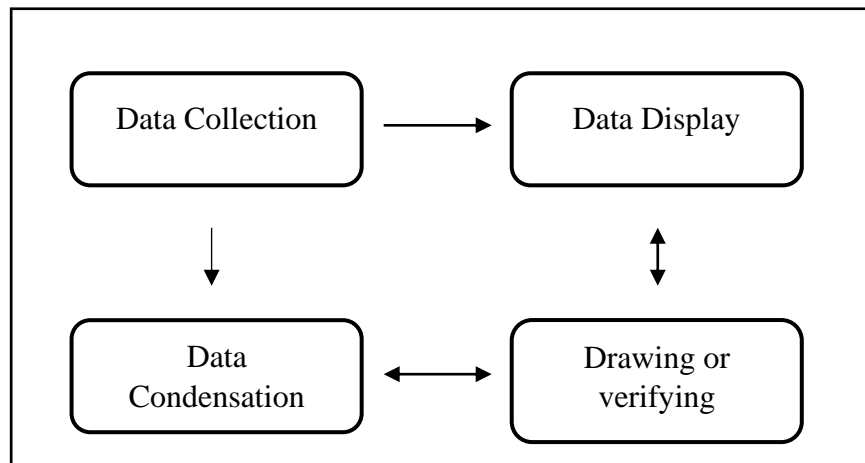 Data Collection
Data Display
Data
Condensation
Drawing or
verifying